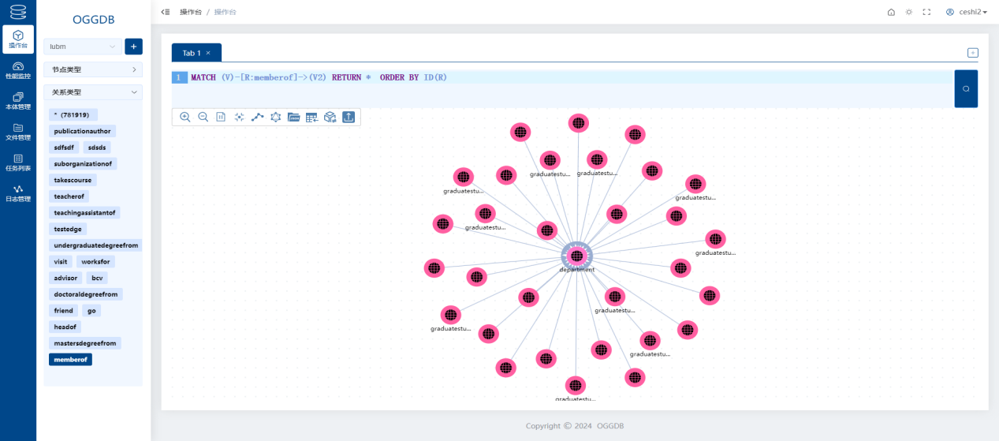 OGGDB
操作台
性能监控
本体管理
文件管理
任务列表
日志管理
lubm
+
节点类型
关系类型
* (781919)
publicationauthor
sdfsdf sdsds
suborganizationof
takescourse
teacherof
teachingassistantof
testedge
undergraduatedegreefrom
visit worksfor
advisor bcv
doctoraldegreefrom
friend go
headof
mastersdegreefrom
memberof
操作台 / 操作台
ceshi2
Tab 1 ×
1 MATCH (V)-[R:memberof]->(V2) RETURN * ORDER BY ID(R)
graduatestu... graduatestu...
graduatestu...
graduatestu...
graduatestu...
graduatestu...
department
graduatestu...
graduatestu...
graduatestu...
graduatestu...
Copyright © 2024 OGGDB